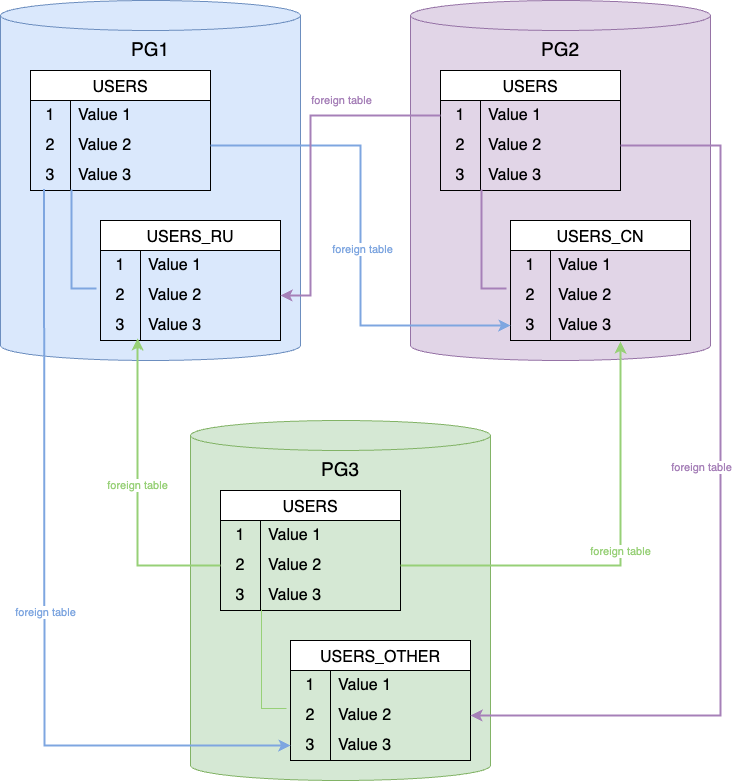 PG1
USERS
1 Value 1
2 Value 2
3 Value 3
USERS_RU
1 Value 1
2 Value 2
3 Value 3
foreign table
foreign table
PG2
USERS
1 Value 1
2 Value 2
3 Value 3
USERS_CN
1 Value 1
2 Value 2
3 Value 3
foreign table
foreign table
foreign table
PG3
USERS
1 Value 1
2 Value 2
3 Value 3
foreign table
USERS_OTHER
1 Value 1
2 Value 2
3 Value 3